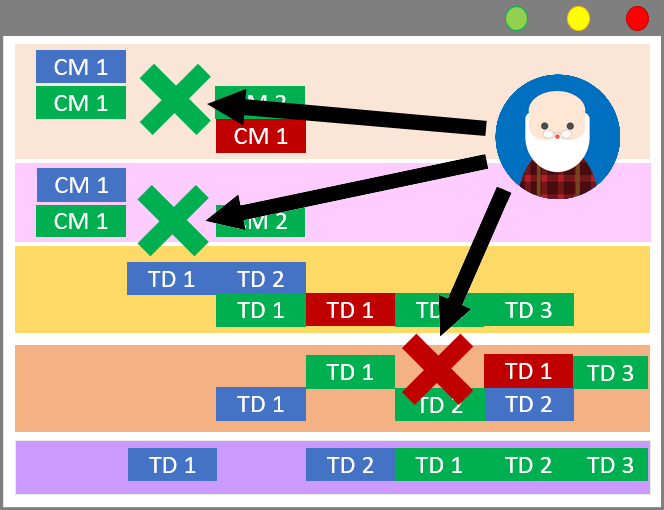 CM 1
CM 1 CM 2
CM 1
CM 1
CM 1 CM 2
TD 1 TD 2
TD 1 TD 1 TD TD 3
TD 1 TD 1 TD 3
TD 1 TD 2 TD 2
TD 1 TD 2 TD 1 TD 2 TD 3